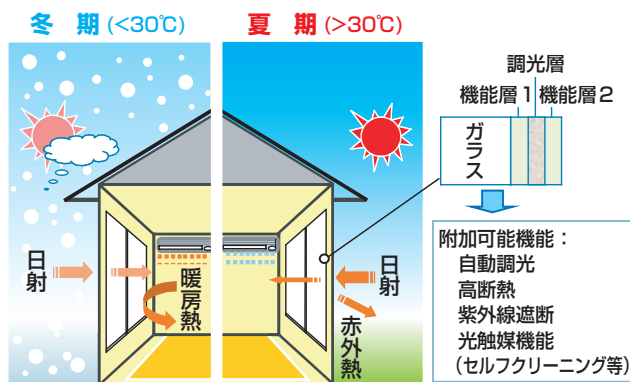 冬 期 (<30℃)
夏 期 (>30℃)
調光層
機能層1
機能層2
ガラス
日射
暖房熱
日射
赤外熱
附加可能機能：
自動調光
高断熱
紫外線遮断
光触媒機能
（セルフクリーニング等）